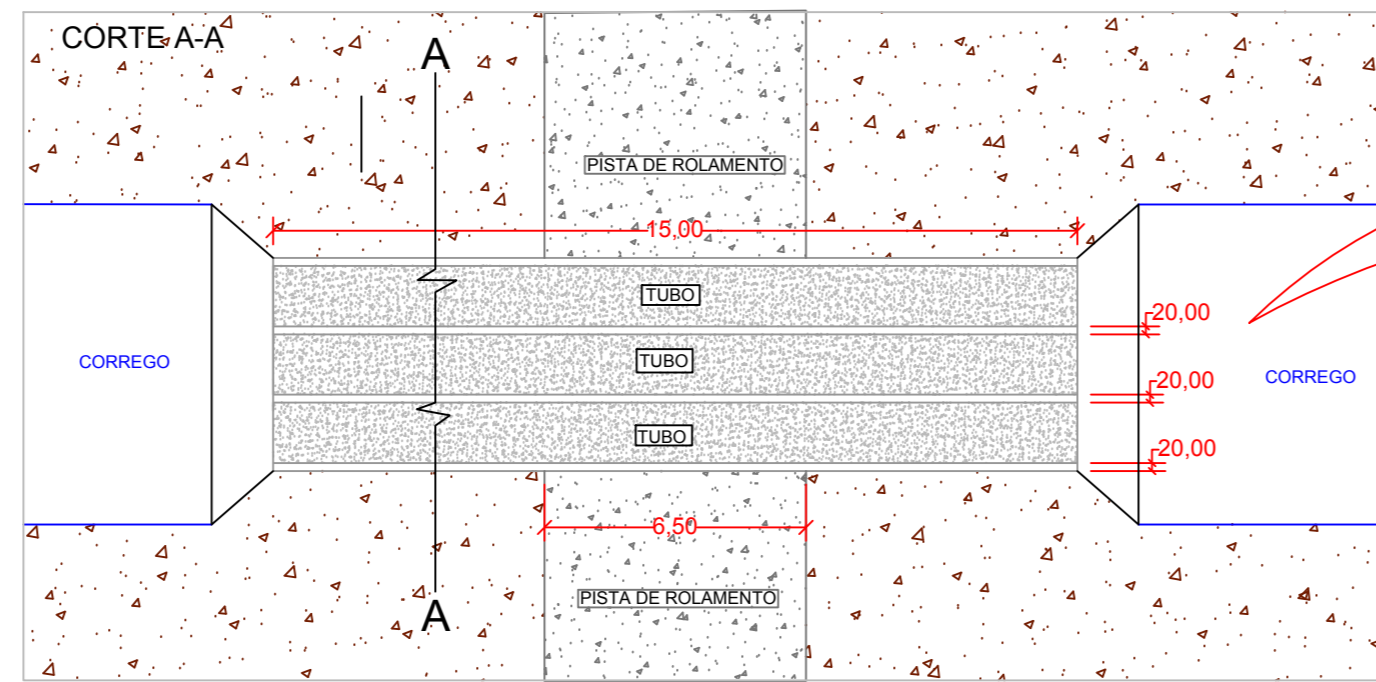 CORTE A-A
A
PISTA DE ROLAMENTO
15,00
TUBO
20,00
CORREGO
TUBO
CORREGO
20,00
TUBO
20,00
6,50
PISTA DE ROLAMENTO
A